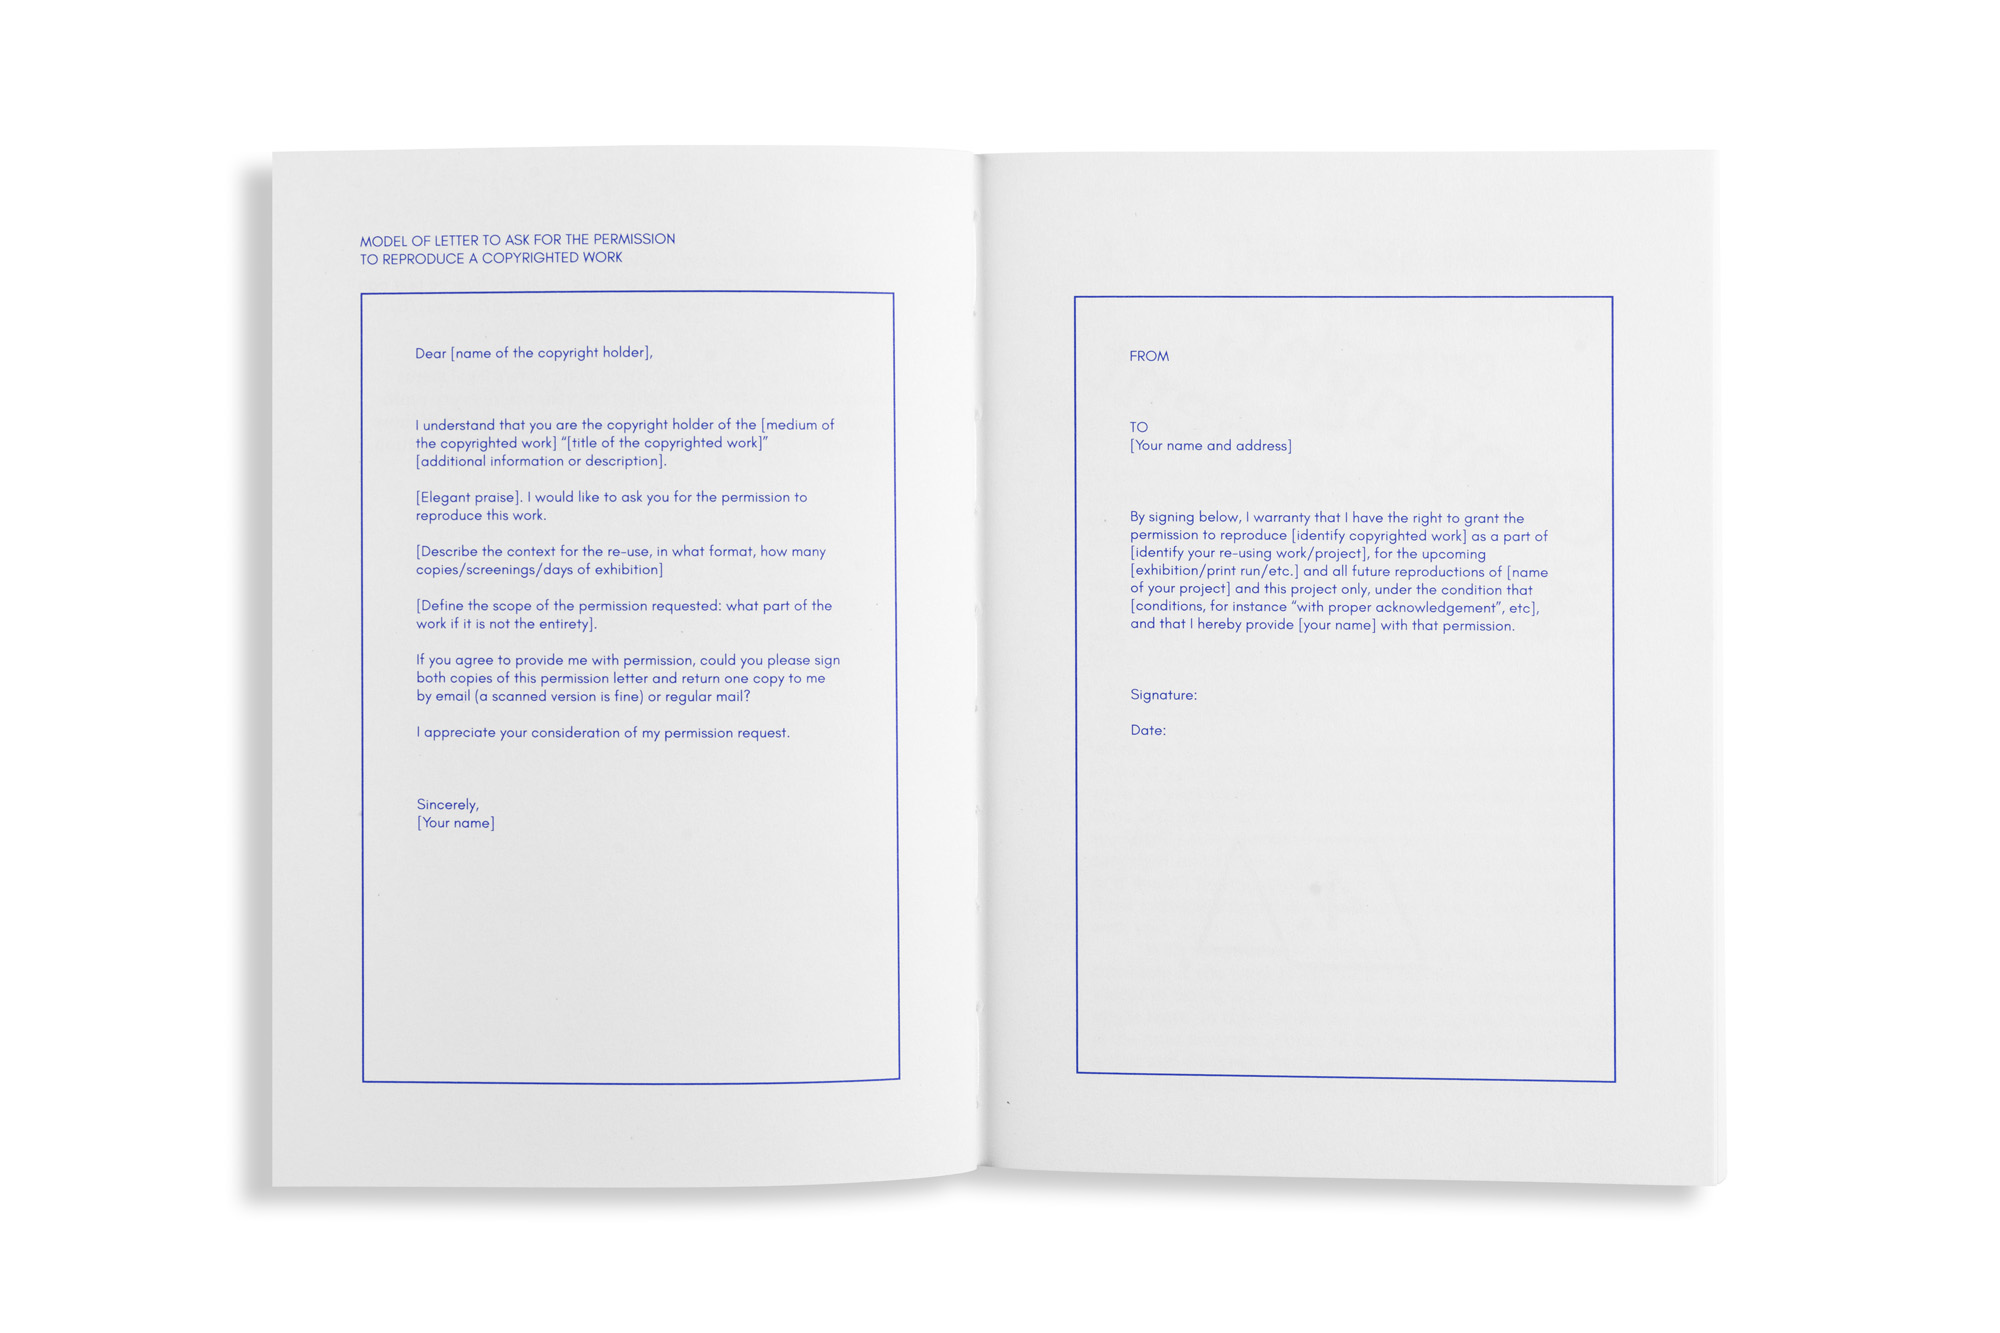 MODEL OF LETTER TO ASK FOR THE PERMISSION
TO REPRODUCE A COPYRIGHTED WORK
Dear [name of the copyright holder],
I understand that you are the copyright holder of the [medium of
the copyrighted work] “[title of the copyrighted work]”
[additional information or description].
[Elegant praise]. I would like to ask you for the permission to
reproduce this work.
[Describe the context for the re-use, in what format, how many
copies/screenings/days of exhibition]
[Define the scope of the permission requested: what part of the
work if it is not the entirety].
If you agree to provide me with permission, could you please sign
both copies of this permission letter and return one copy to me
by email (a scanned version is fine) or regular mail?
I appreciate your consideration of my permission request.
Sincerely,
[Your name]
FROM
TO
[Your name and address]
By signing below, I warranty that I have the right to grant the
permission to reproduce [identify copyrighted work] as a part of
[identify your re-using work/project], for the upcoming
[exhibition/print run/etc.] and all future reproductions of [name
of your project] and this project only, under the condition that
[conditions, for instance “with proper acknowledgement”, etc],
and that I hereby provide [your name] with that permission.
Signature:
Date: